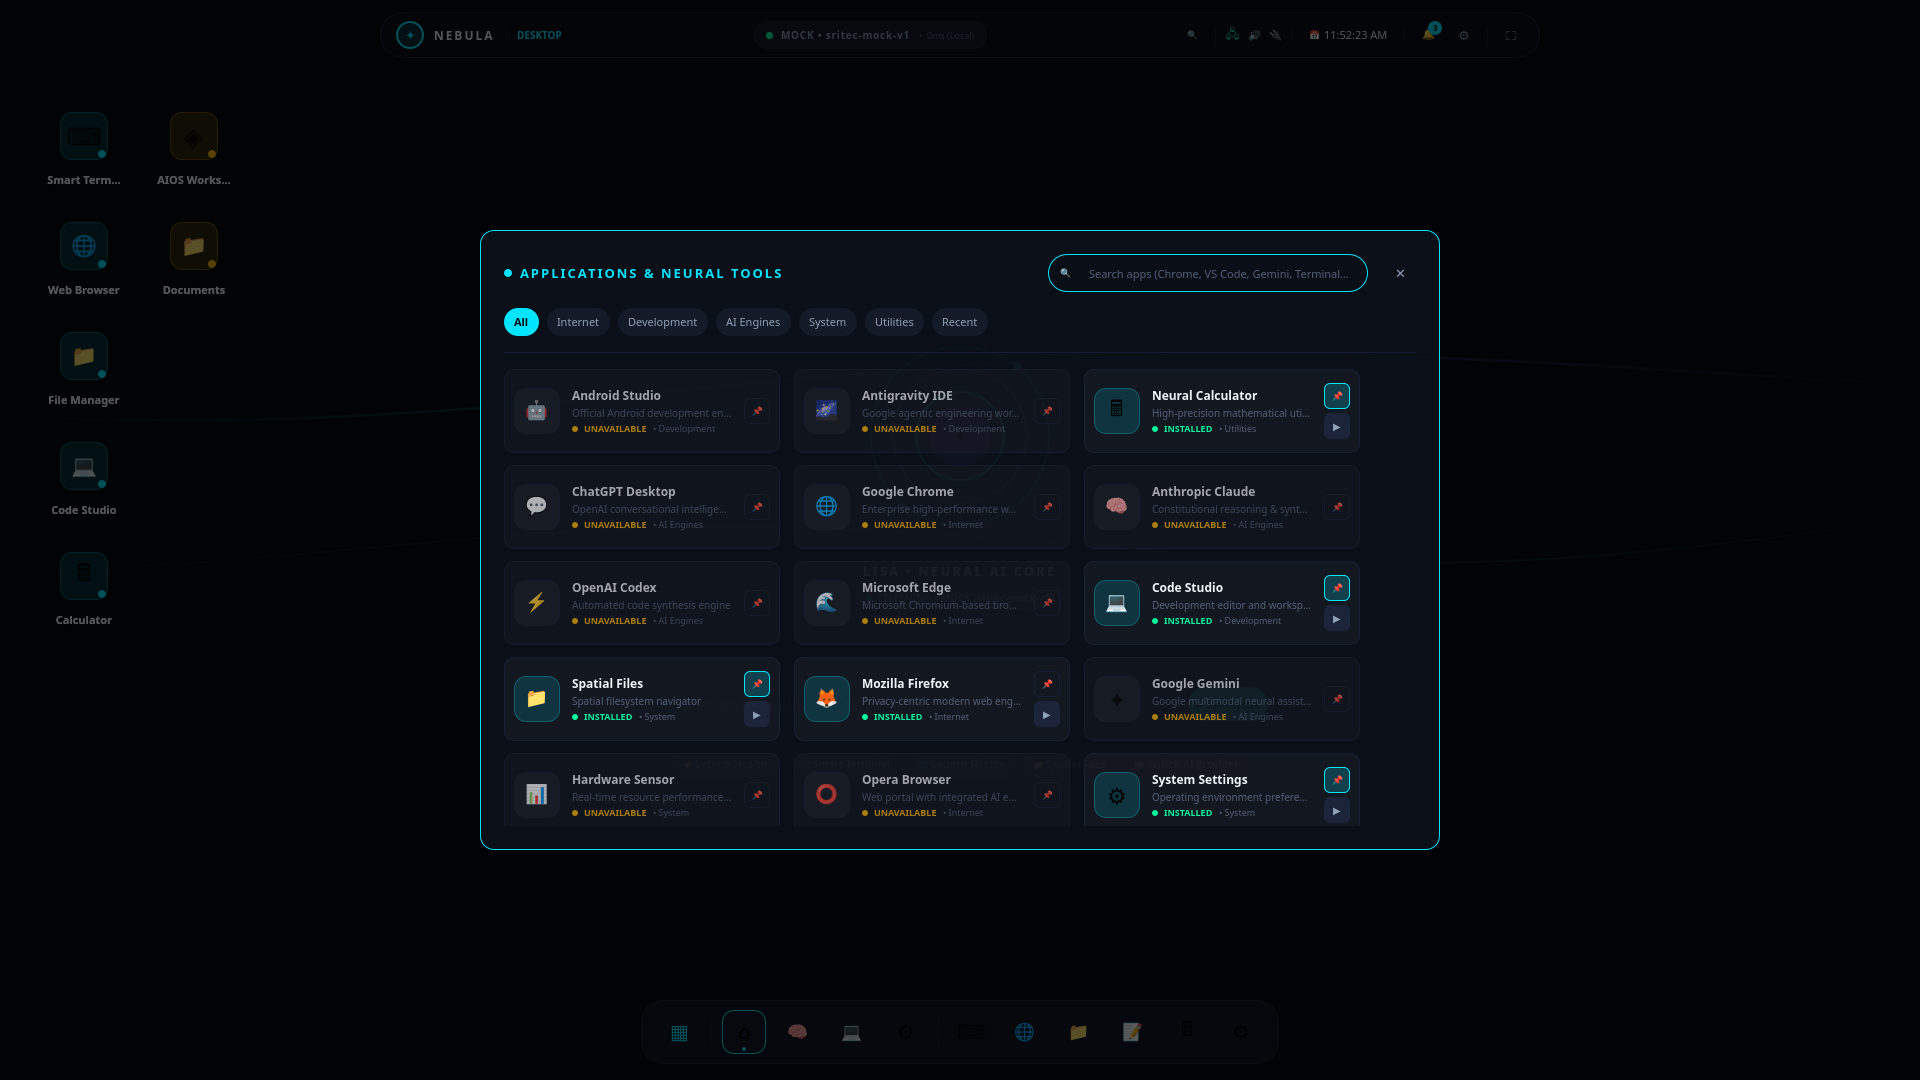 NEBULA
DESKTOP
MOCK • sritec-mock-v1 • 0ms (Local)
11:52:23 AM
3
Smart Term...
AIOS Works...
Web Browser
Documents
File Manager
Code Studio
Calculator
APPLICATIONS & NEURAL TOOLS
Search apps (Chrome, VS Code, Gemini, Terminal...
All
Internet
Development
AI Engines
System
Utilities
Recent
Android Studio
Official Android development en...
UNAVAILABLE • Development
Antigravity IDE
Google agentic engineering wor...
UNAVAILABLE • Development
Neural Calculator
High-precision mathematical uti...
INSTALLED • Utilities
ChatGPT Desktop
OpenAI conversational intellige...
UNAVAILABLE • AI Engines
Google Chrome
Enterprise high-performance w...
UNAVAILABLE • Internet
Anthropic Claude
Constitutional reasoning & synt...
UNAVAILABLE • AI Engines
LISA • NEURAL AI CORE
OpenAI Codex
Automated code synthesis engine
UNAVAILABLE • AI Engines
Microsoft Edge
Microsoft Chromium-based bro...
UNAVAILABLE • Internet
Code Studio
Development editor and worksp...
INSTALLED • Development
Spatial Files
Spatial filesystem navigator
INSTALLED • System
Mozilla Firefox
Privacy-centric modern web eng...
INSTALLED • Internet
Google Gemini
Google multimodal neural assist...
UNAVAILABLE • AI Engines
Hardware Sensor
Real-time resource performance...
UNAVAILABLE • System
Opera Browser
Web portal with integrated AI e...
UNAVAILABLE • Internet
System Settings
Operating environment prefere...
INSTALLED • System